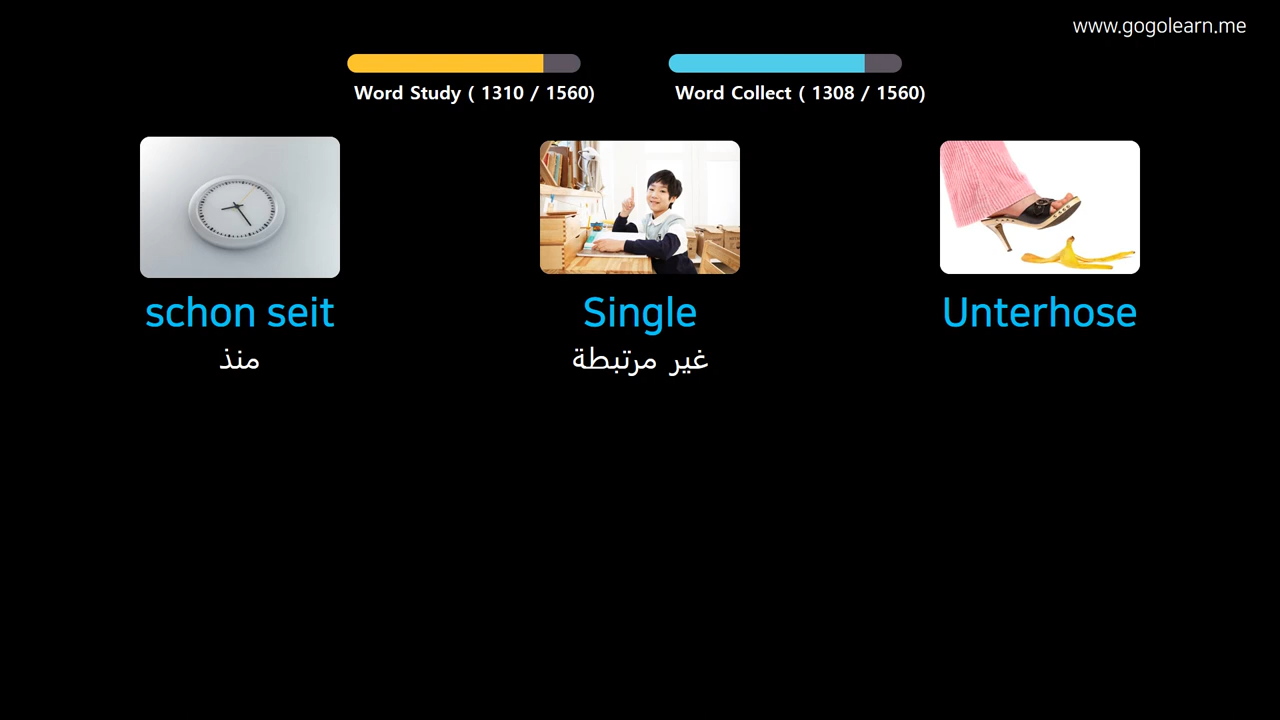 www.gogolearn.me
Word Study ( 1310 / 1560)
Word Collect ( 1308 / 1560)
schon seit
منذ
Single
غير مرتبطة
Unterhose